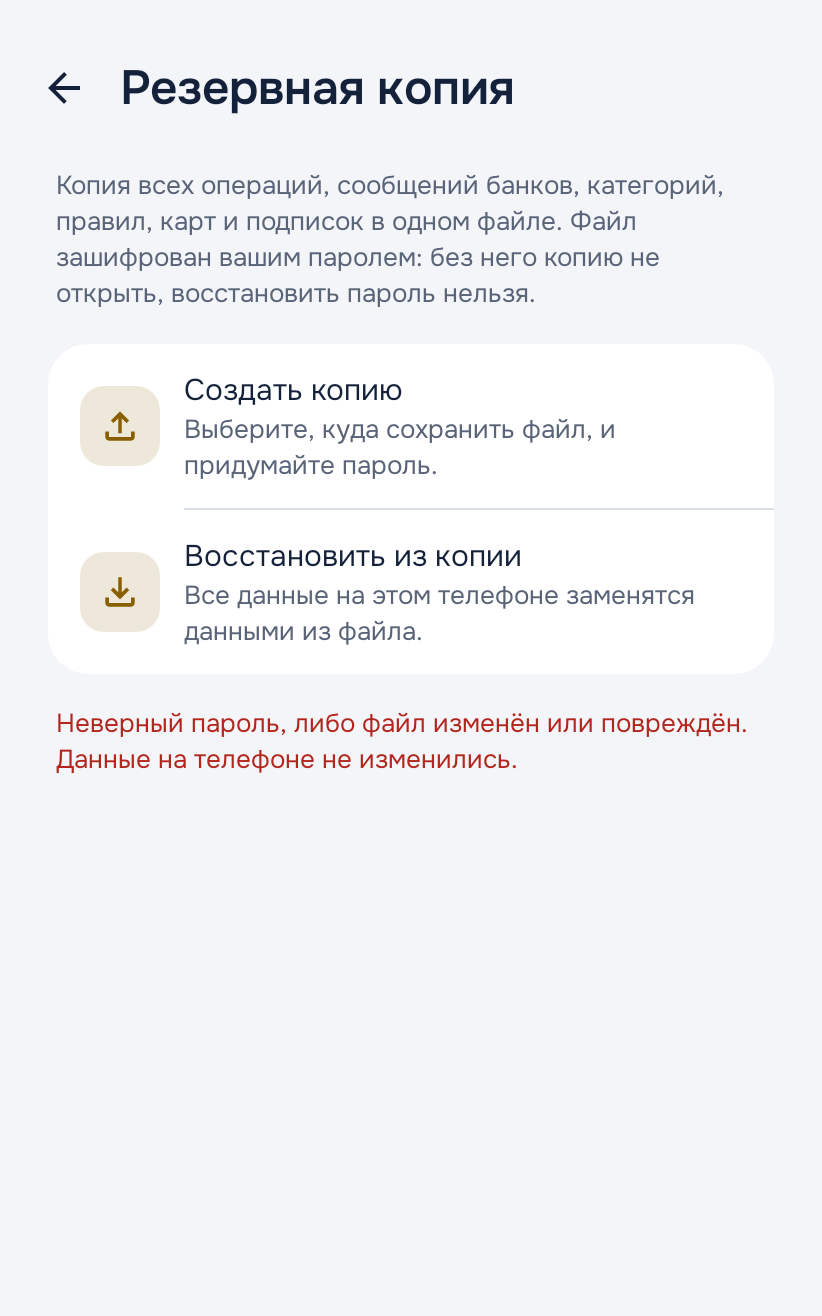 Резервная копия
Копия всех операций, сообщений банков, категорий,
правил, карт и подписок в одном файле. Файл
зашифрован вашим паролем: без него копию не
открыть, восстановить пароль нельзя.
Создать копию
Выберите, куда сохранить файл, и
придумайте пароль.
Восстановить из копии
Все данные на этом телефоне заменятся
данными из файла.
Неверный пароль, либо файл изменён или повреждён.
Данные на телефоне не изменились.